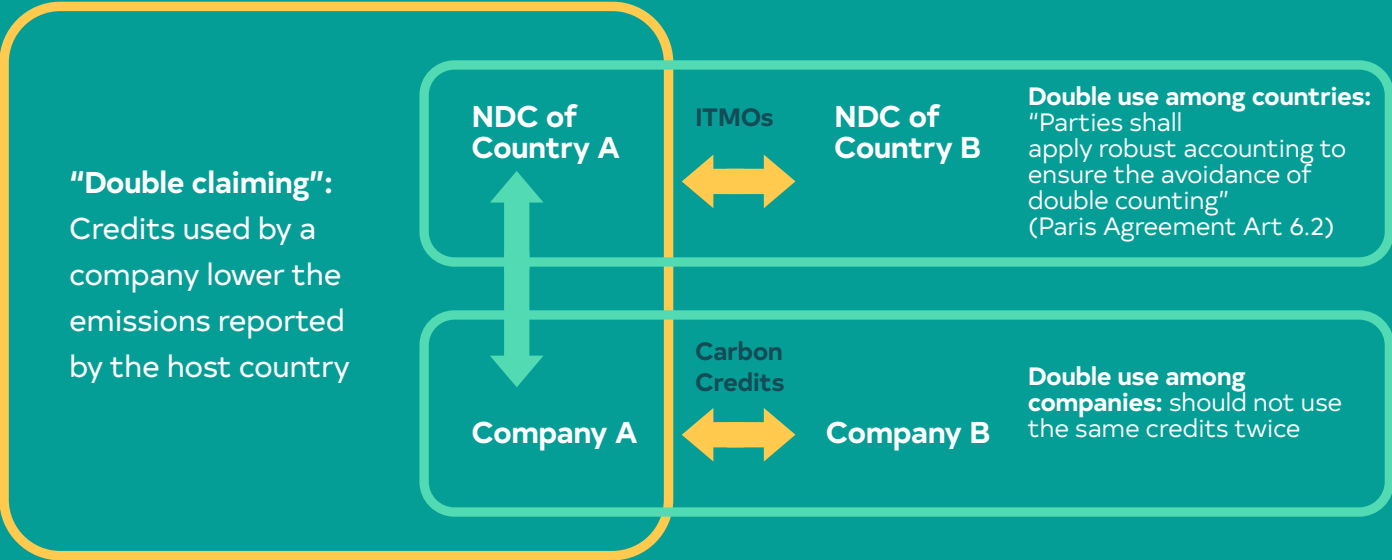 “Double claiming”:
Credits used by a
company lower the
emissions reported
by the host country
NDC of
Country A
ITMOs
NDC of
Country B
Double use among countries:
“Parties shall
apply robust accounting to
ensure the avoidance of
double counting”
(Paris Agreement Art 6.2)
Company A
Carbon
Credits
Company B
Double use among
companies: should not use
the same credits twice